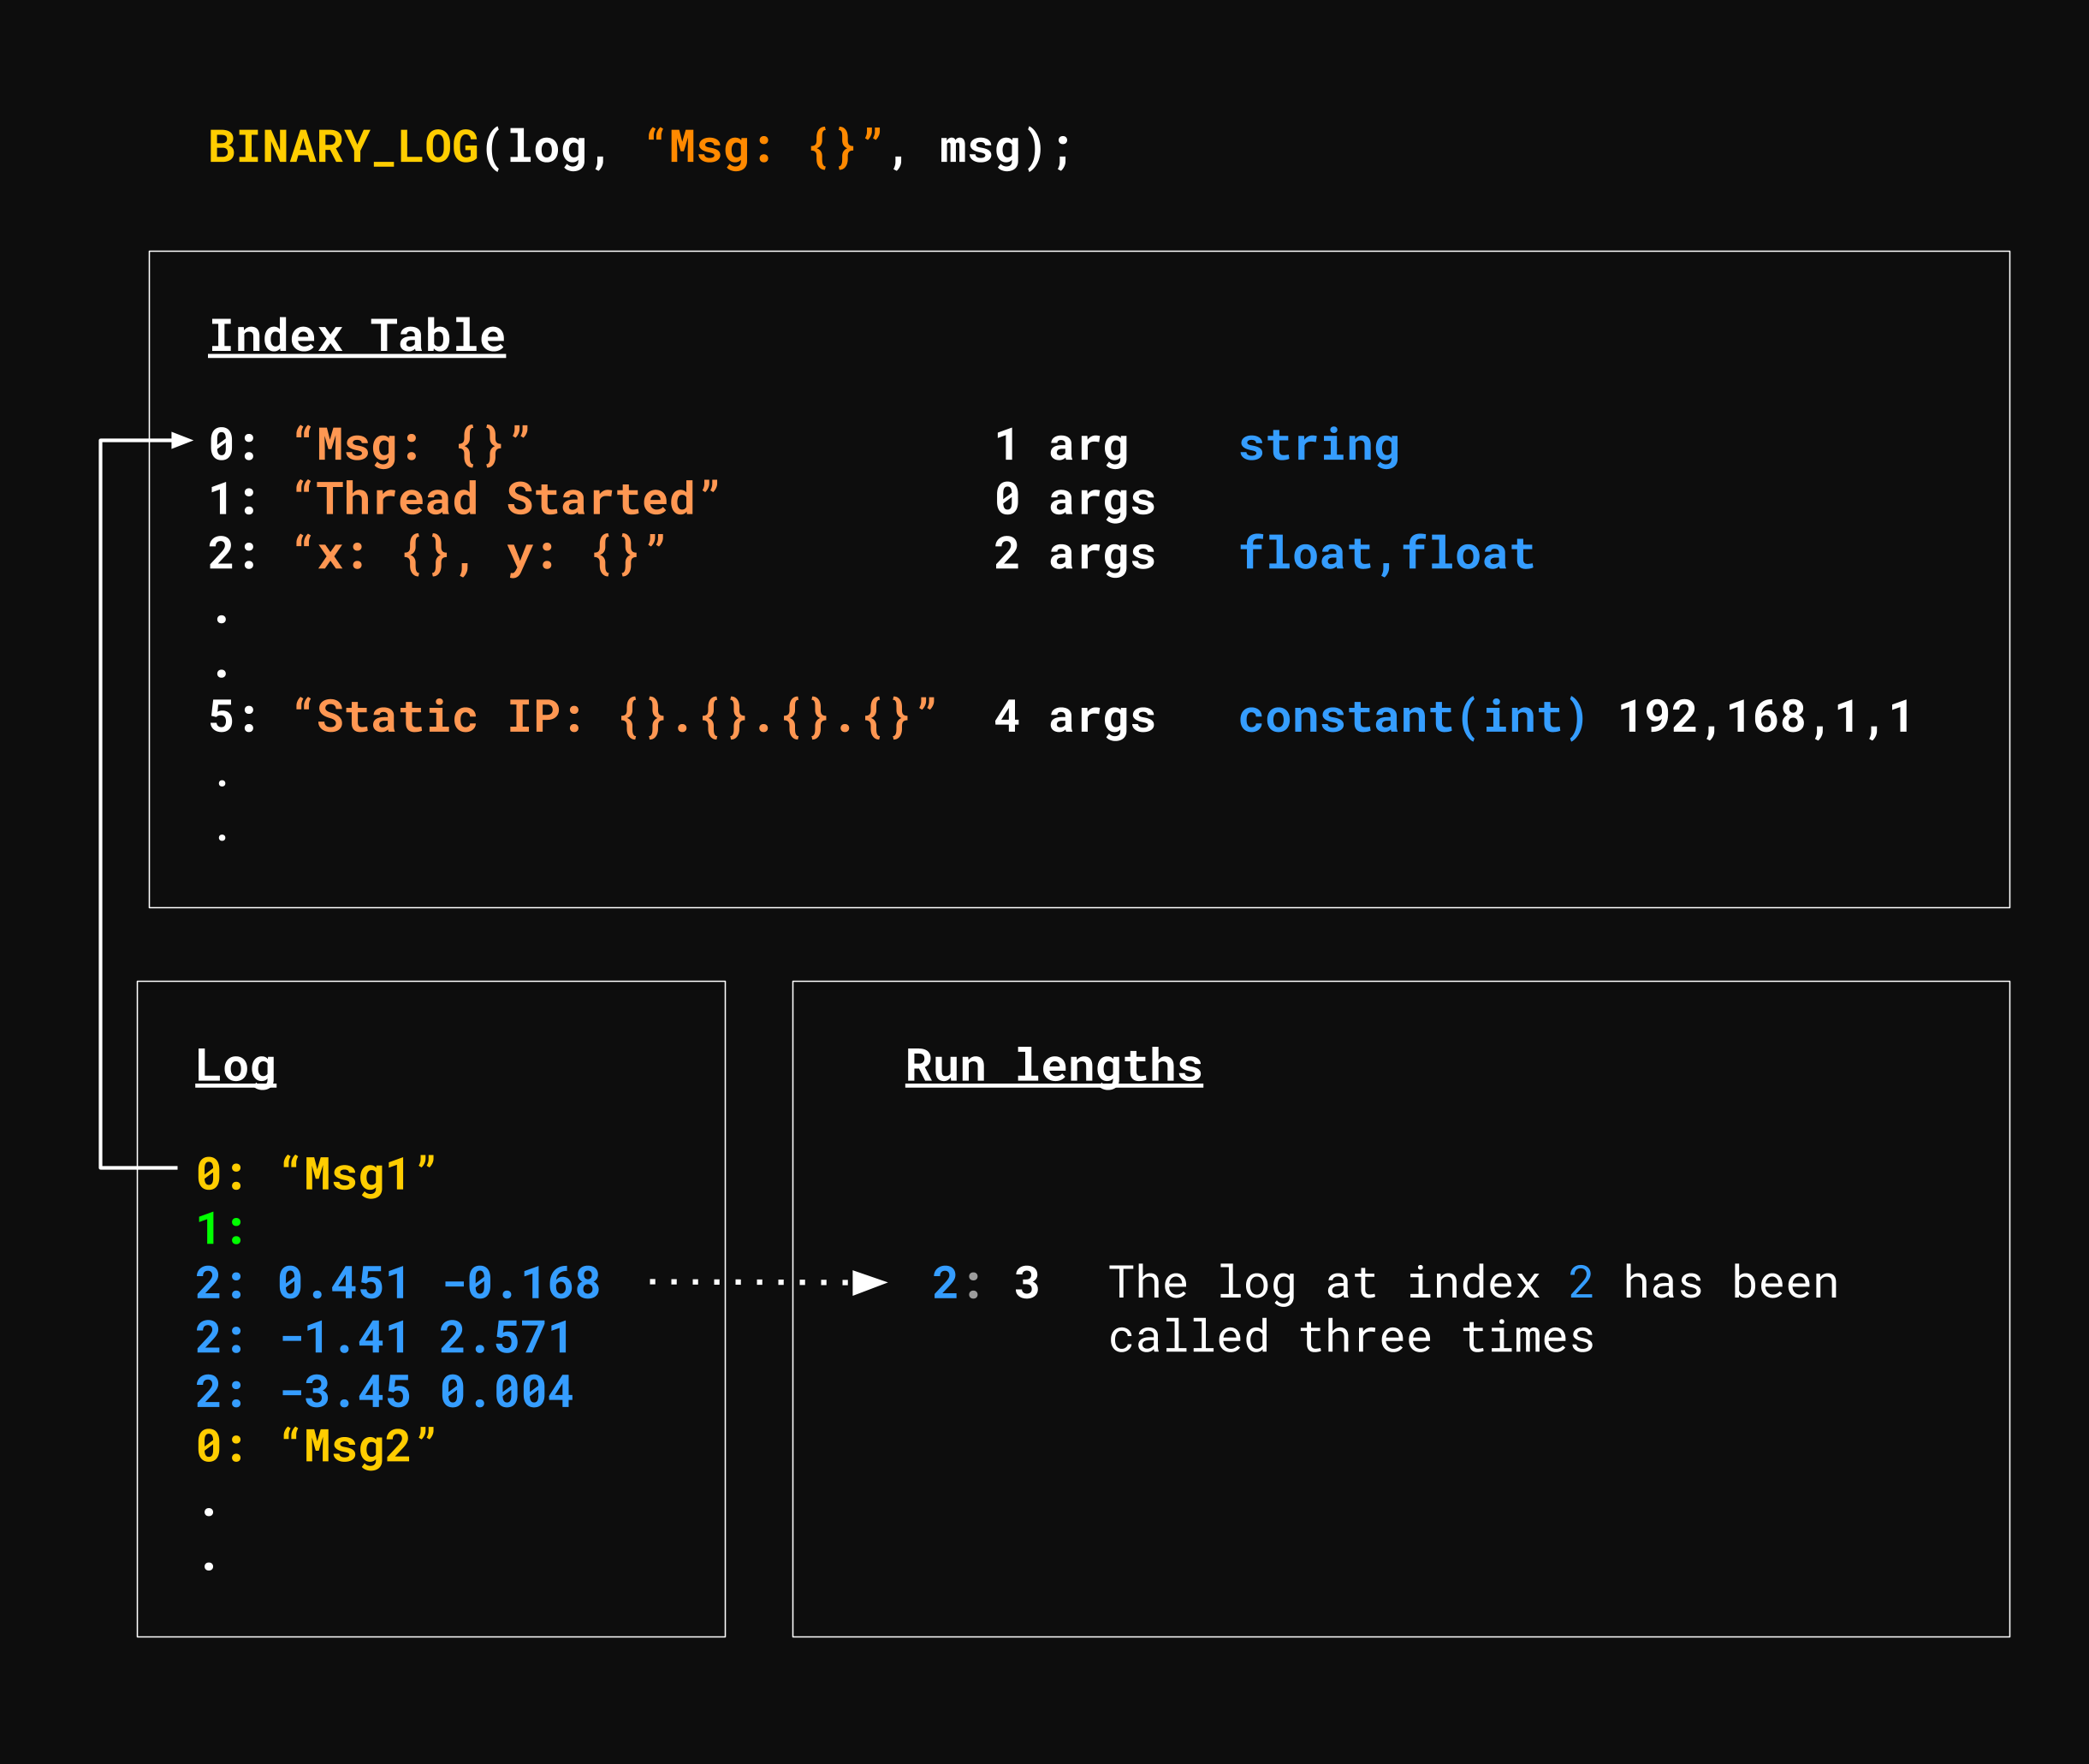 BINARY_LOG(log, “Msg: {}”, msg);
Index Table
0: “Msg: {}” 1 arg string
1: “Thread Started” 0 args
2: “x: {}, y: {}” 2 args float,float
.
.
5: “Static IP: {}.{}.{}.{}” 4 args constant(int) 192,168,1,1
.
.
Log
0: “Msg1”
1:
2: 0.451 −0.168
2: −1.41 2.571
2: −3.45 0.004
0: “Msg2”
.
.
Run lengths
2: 3 The log at index 2 has been
called three times